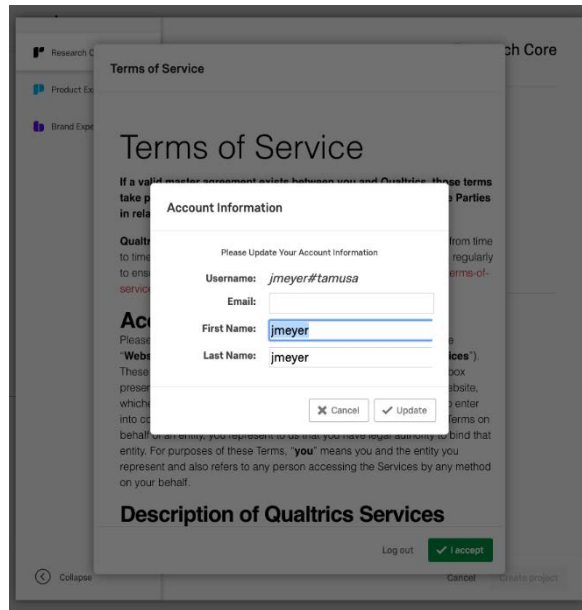 Research C
ch Core
Product Ex
Brand Expe
Terms of Service
Terms of Service
If a valid master agreement exists between you and Qualtrics, those terms
take p
e Parties
in rela
Account Information
Qualtr
from time
to time
regularly
to ens
erms-of-
service
Please Update Your Account Information
Username: jmeyer#tamusa
Email:
First Name: jmeyer
Last Name: jmeyer
Cancel
Update
Acc
Please
"Webs
ices").
These
box
preser
ebsite,
whiche
o enter
into co
Terms on
behalf of an entity, you represent to us that you have legal authority to bind that
entity. For purposes of these Terms, "you" means you and the entity you
represent and also refers to any person accessing the Services by any method
on your behalf.
Description of Qualtrics Services
Log out
I accept
Collapse
Cancel
Create project